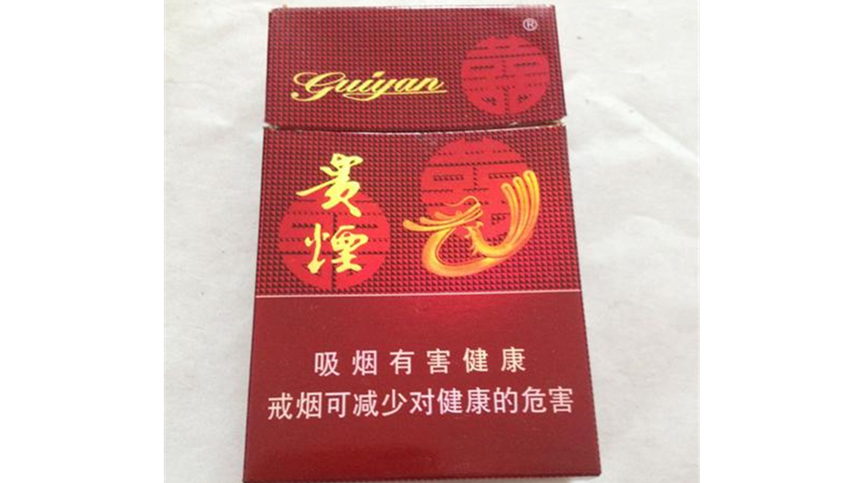 ®
Guiyan
貴
煙
吸烟有害健康
戒烟可减少对健康的危害